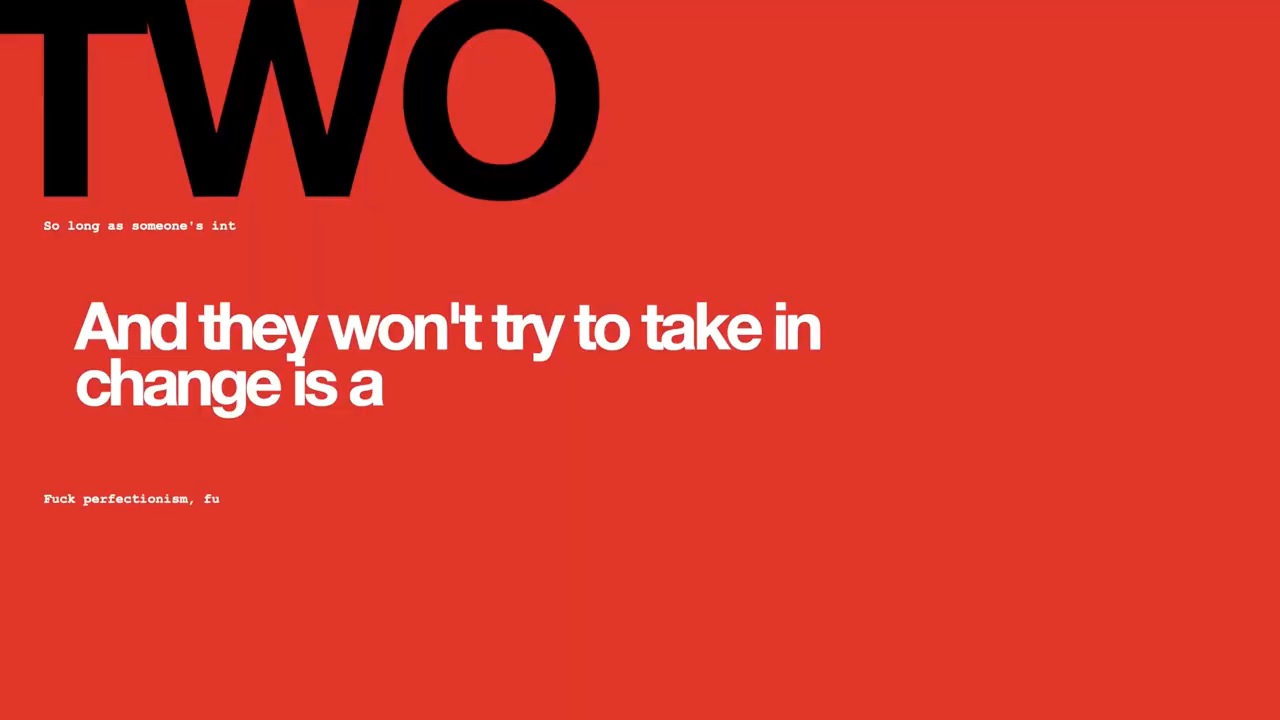 TWO
So long as someone's int
And they won't try to take in
change is a
Fuck perfectionism, fu